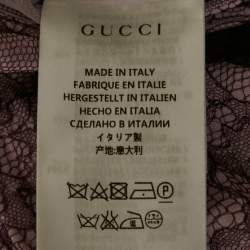 GUCCI
MADE IN ITALY
FABRIQUE EN ITALIE
HERGESTELLT IN ITALIEN
HECHO EN ITALIA
СДЕЛАНО В ИТАЛИИ
イタリア製
产地:意大利